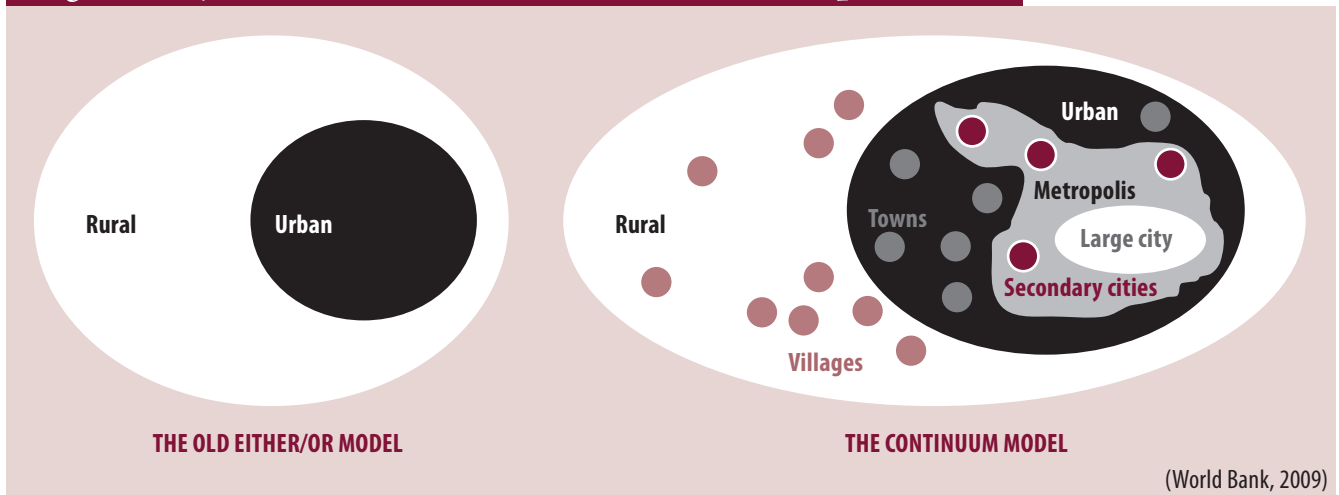 Rural
Urban
THE OLD EITHER/OR MODEL
Urban
Metropolis
Rural
Towns
Large city
Secondary cities
Villages
THE CONTINUUM MODEL
(World Bank, 2009)